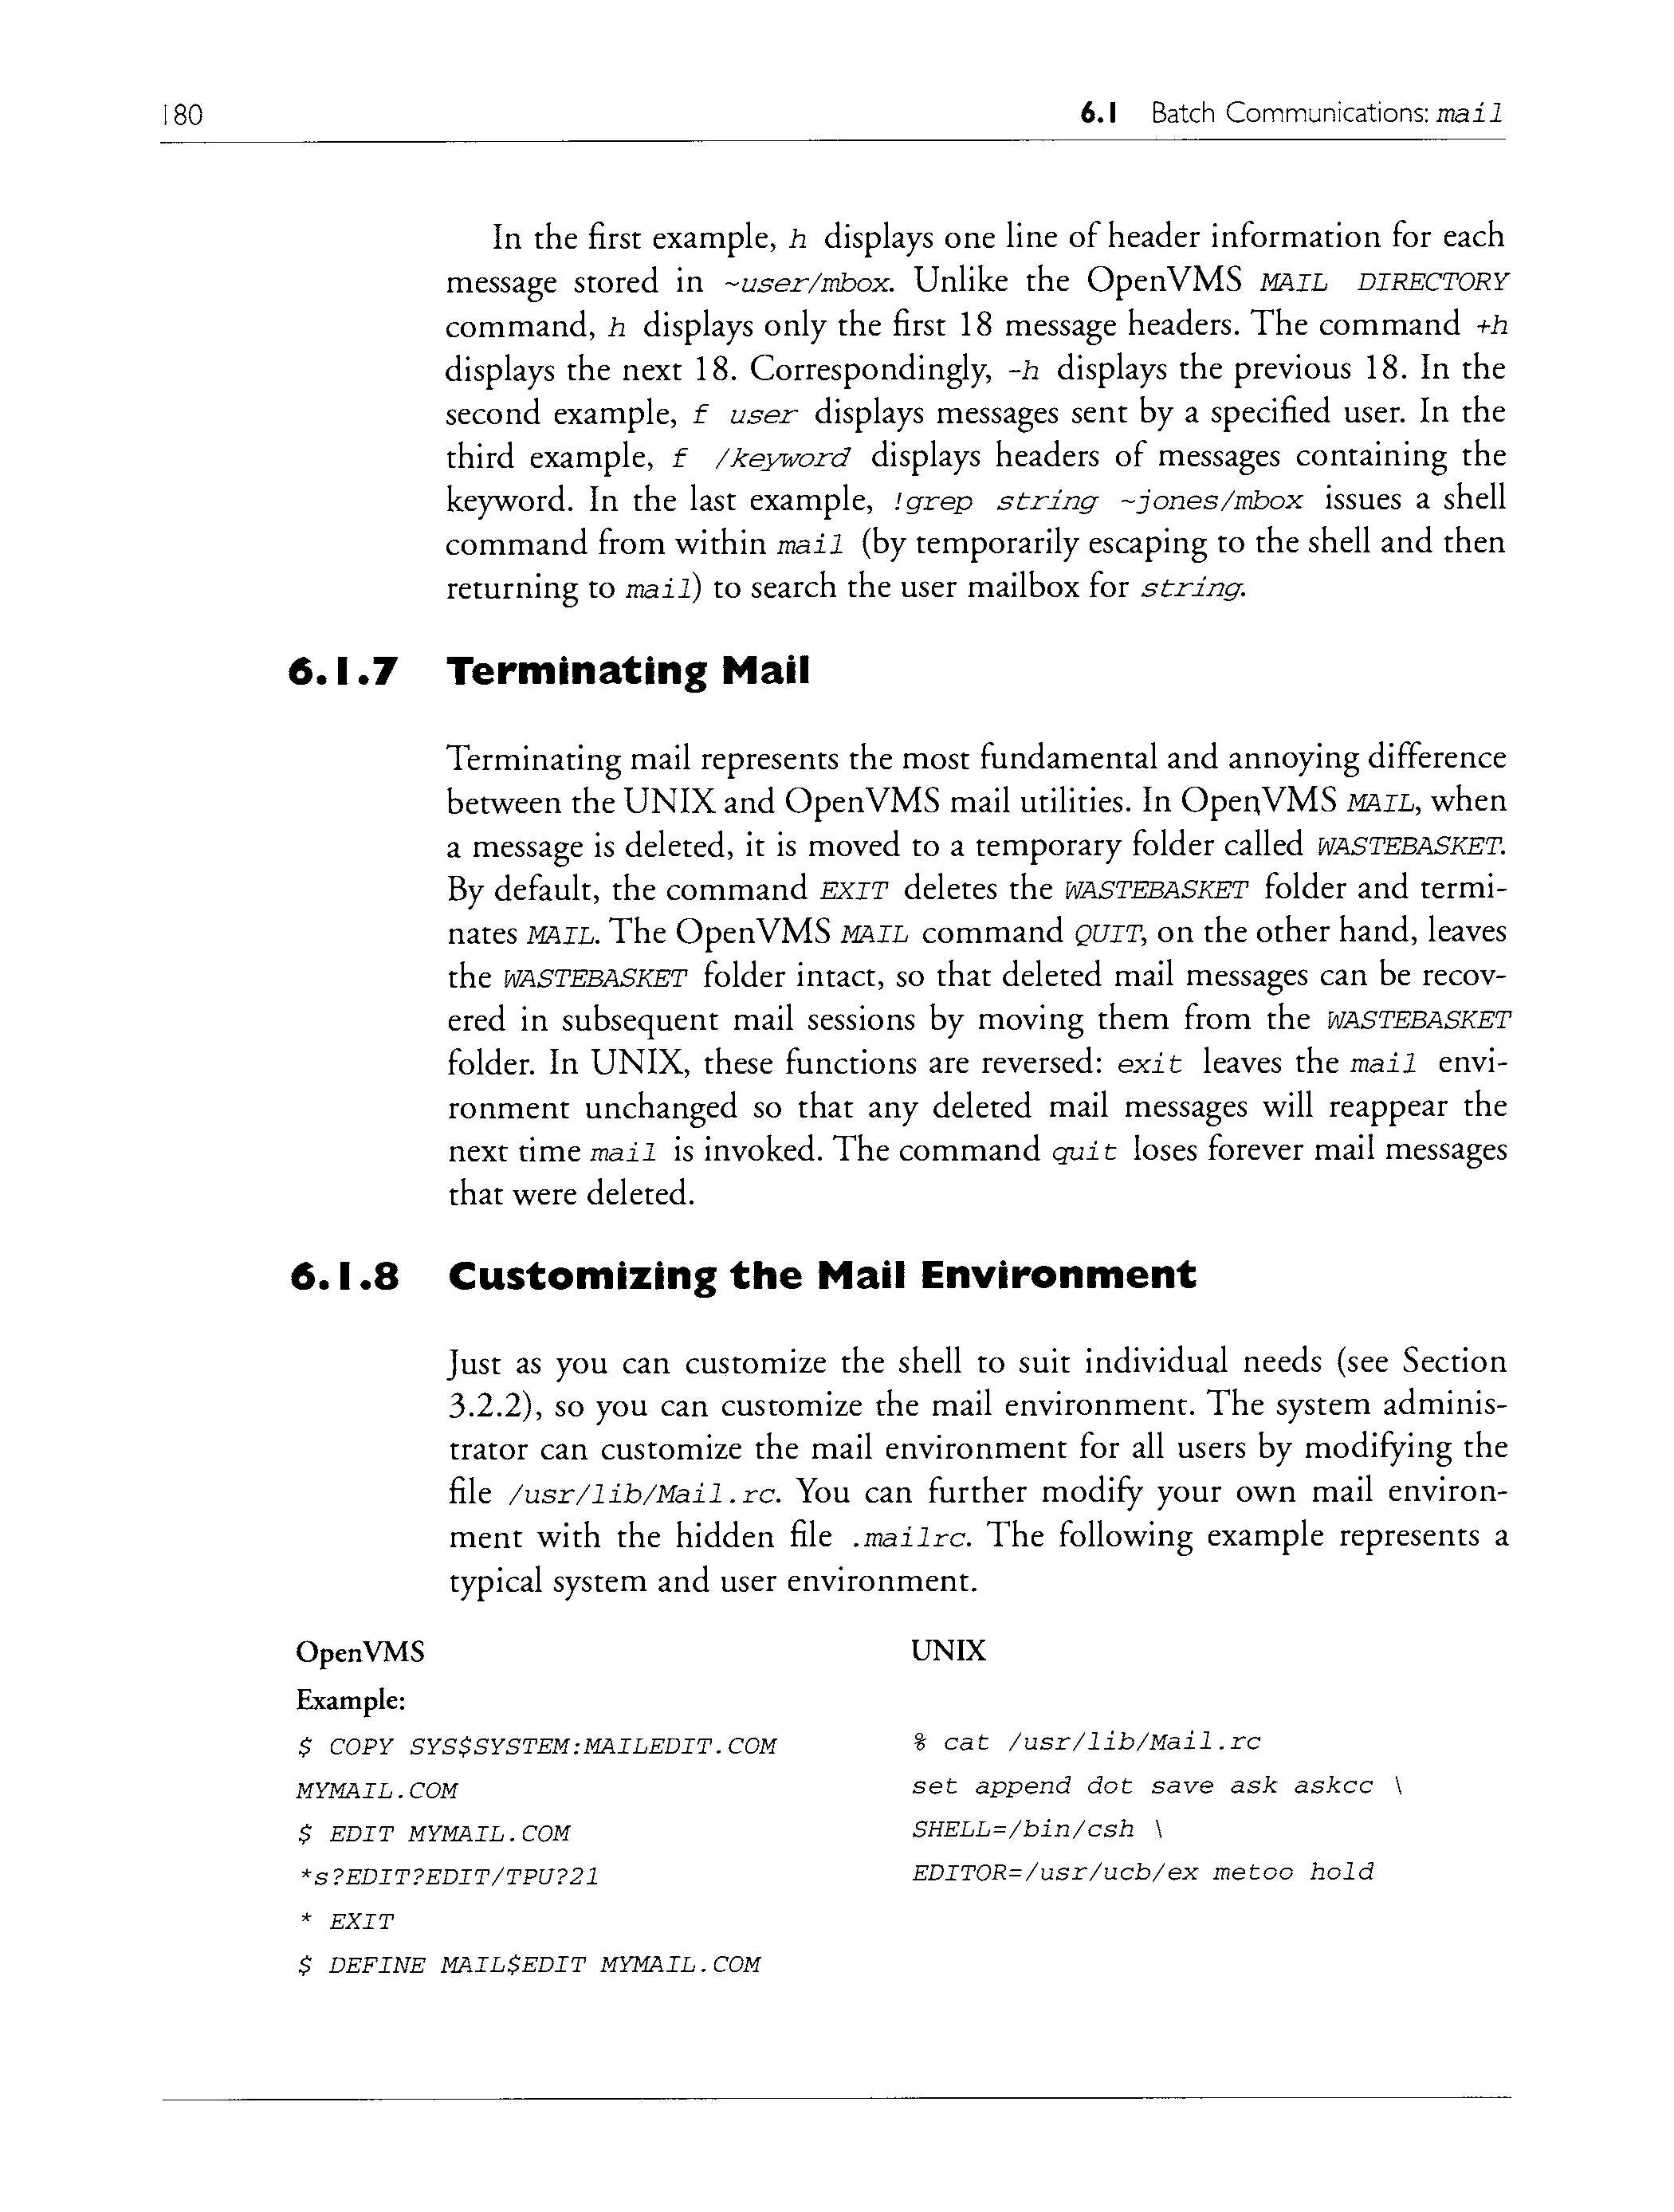 180
6.1 Batch Communications: mail
In the first example, h displays one line of header information for each
message stored in ~user/mbox. Unlike the OpenVMS MAIL DIRECTORY
command, h displays only the first 18 message headers. The command +h
displays the next 18. Correspondingly, -h displays the previous 18. In the
second example, f user displays messages sent by a specified user. In the
third example, f /keyword displays headers of messages containing the
keyword. In the last example, !grep string ~jones/mbox issues a shell
command from within mail (by temporarily escaping to the shell and then
returning to mail) to search the user mailbox for string.
6.1.7 Terminating Mail
Terminating mail represents the most fundamental and annoying difference
between the UNIX and OpenVMS mail utilities. In OpenVMS MAIL, when
a message is deleted, it is moved to a temporary folder called WASTEBASKET.
By default, the command EXIT deletes the WASTEBASKET folder and termi-
nates MAIL. The OpenVMS MAIL command QUIT, on the other hand, leaves
the WASTEBASKET folder intact, so that deleted mail messages can be recov-
ered in subsequent mail sessions by moving them from the WASTEBASKET
folder. In UNIX, these functions are reversed: exit leaves the mail envi-
ronment unchanged so that any deleted mail messages will reappear the
next time mail is invoked. The command quit loses forever mail messages
that were deleted.
6.1.8 Customizing the Mail Environment
Just as you can customize the shell to suit individual needs (see Section
3.2.2), so you can customize the mail environment. The system adminis-
trator can customize the mail environment for all users by modifying the
file /usr/lib/Mail.rc. You can further modify your own mail environ-
ment with the hidden file .mailrc. The following example represents a
typical system and user environment.
OpenVMS
Example:
$ COPY SYS$SYSTEM:MAILEDIT.COM
MYMAIL.COM
$ EDIT MYMAIL.COM
*s?EDIT?EDIT/TPU?21
* EXIT
$ DEFINE MAIL$EDIT MYMAIL.COM
UNIX
% cat /usr/lib/Mail.rc
set append dot save ask askcc \
SHELL=/bin/csh \
EDITOR=/usr/ucb/ex metoo hold